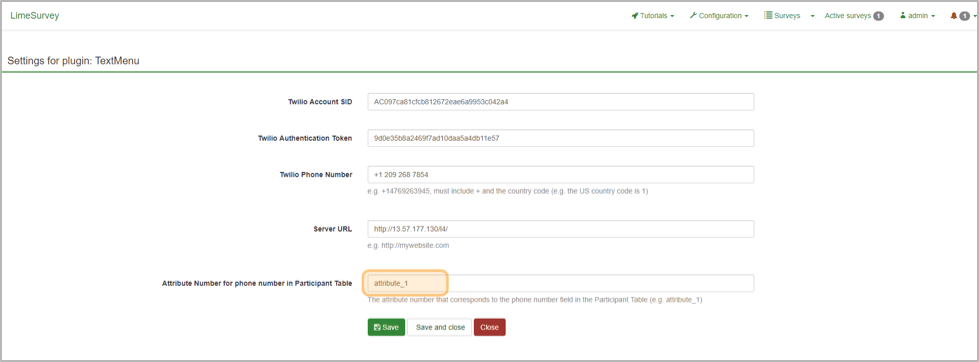 LimeSurvey
Tutorials Configuration Surveys Active surveys 1 admin 1
Settings for plugin: TextMenu
Twilio Account SID AC097ca81cfcb812672eae6a9953c042a4
Twilio Authentication Token 9d0e35b8a2469f7ad10daa5a4db11e57
Twilio Phone Number +1 209 268 7854
e.g. +14769263945, must include + and the country code (e.g. the US country code is 1)
Server URL http://13.57.177.130/l4/
e.g. http://mywebsite.com
Attribute Number for phone number in Participant Table attribute_1
The attribute number that corresponds to the phone number field in the Participant Table (e.g. attribute_1)
Save Save and close Close